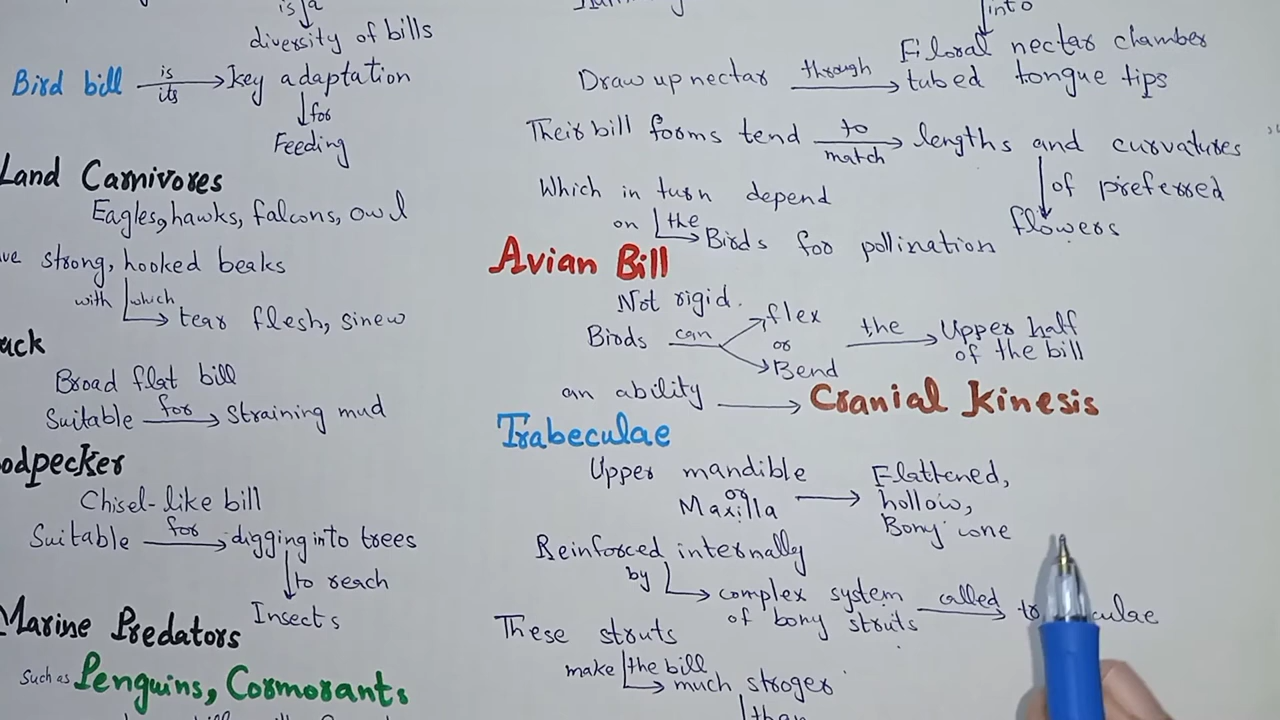 is a
diversity of bills
Bird bill is its key adaptation
for
Feeding
Land Carnivores
Eagles, hawks, falcons, owl
strong, hooked beaks
with which
tear flesh, sinew
Broad flat bill
Suitable for straining mud
Chisel-like bill
Suitable for digging into trees
to reach
Insects
Marine Predators
Such as Penguins, Cormorants
into
Filoral nectar chamber
Draw up nectar through tubed tongue tips
Their bill forms tend to match lengths and curvatures
of preferred
flowers
Which in turn depend
on the Birds for pollination
Avian Bill
Not rigid.
Birds can flex or Bend the Upper half
of the bill
an ability Cranial Kinesis
Trabeculae
Upper mandible
or
Maxilla
Flattened,
hollow,
Bony cone
Reinforced internally
by complex system called
of bony struts
These struts
make the bill
much stroger
than